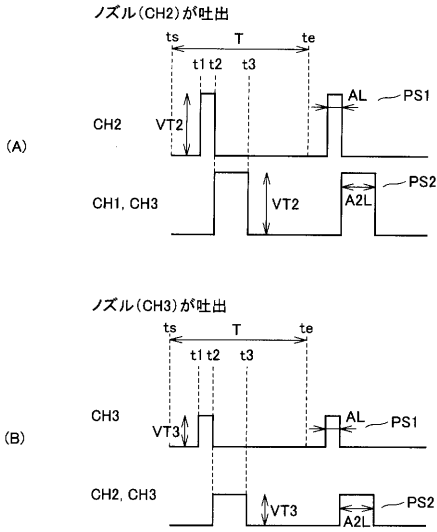 ノズル(CH2)が吐出
ts T te
t1 t2 t3
AL PS1
(A)
CH2 VT2
PS2
CH1, CH3 VT2 A2L
ノズル(CH3)が吐出
ts T te
t1 t2 t3
AL PS1
CH3 VT3
(B)
PS2
CH2, CH3 VT3 A2L